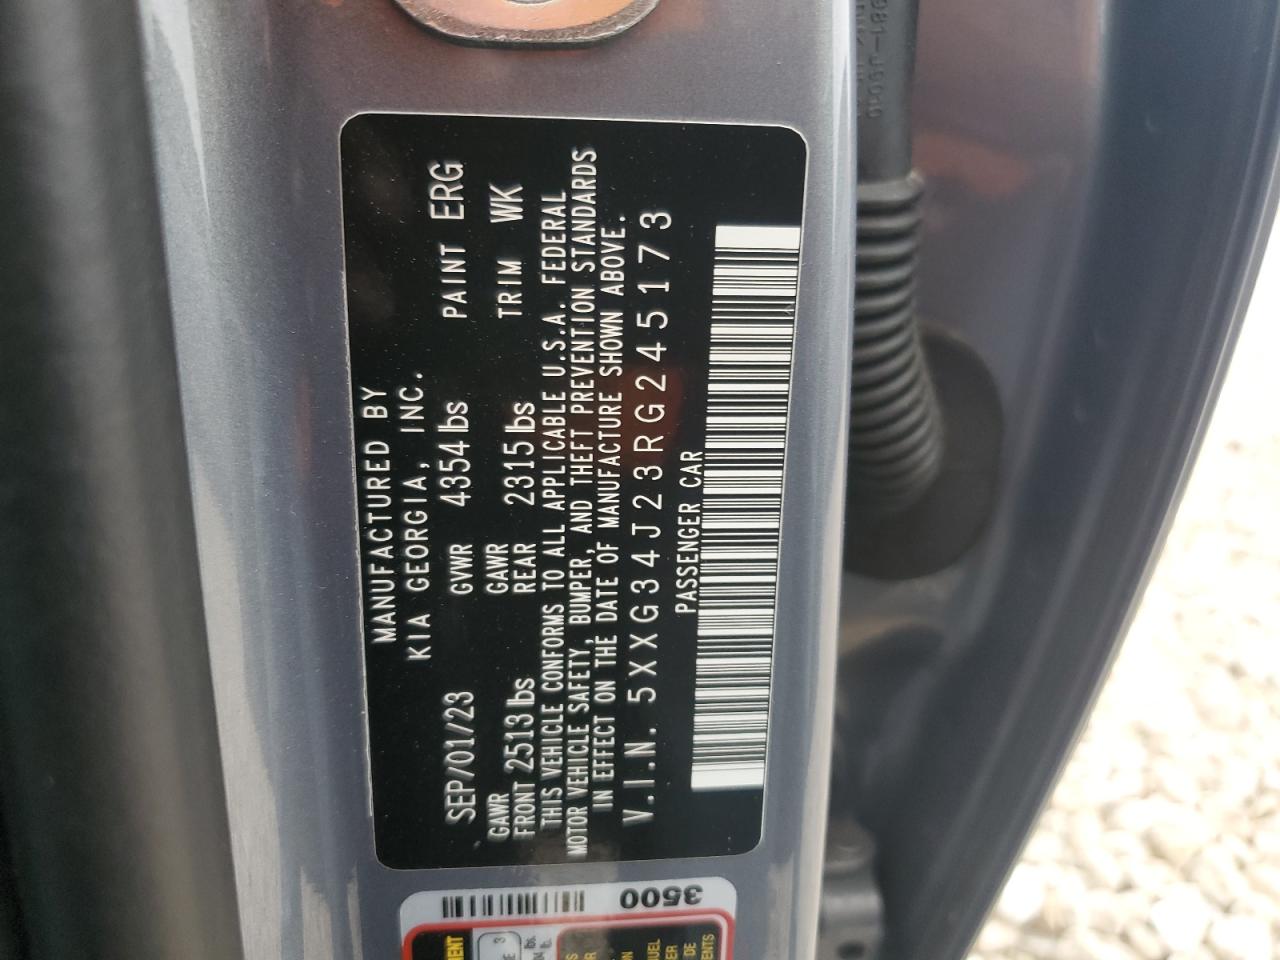 MANUFACTURED BY
KIA GEORGIA, INC.
SEP/01/23 GVWR 4354 lbs PAINT ERG
GAWR FRONT 2513 lbs GAWR REAR 2315 lbs TRIM WK
THIS VEHICLE CONFORMS TO ALL APPLICABLE U.S.A. FEDERAL
MOTOR VEHICLE SAFETY, BUMPER, AND THEFT PREVENTION STANDARDS
IN EFFECT ON THE DATE OF MANUFACTURE SHOWN ABOVE.
V.I.N. 5XXG34J23RG245173
PASSENGER CAR
3500